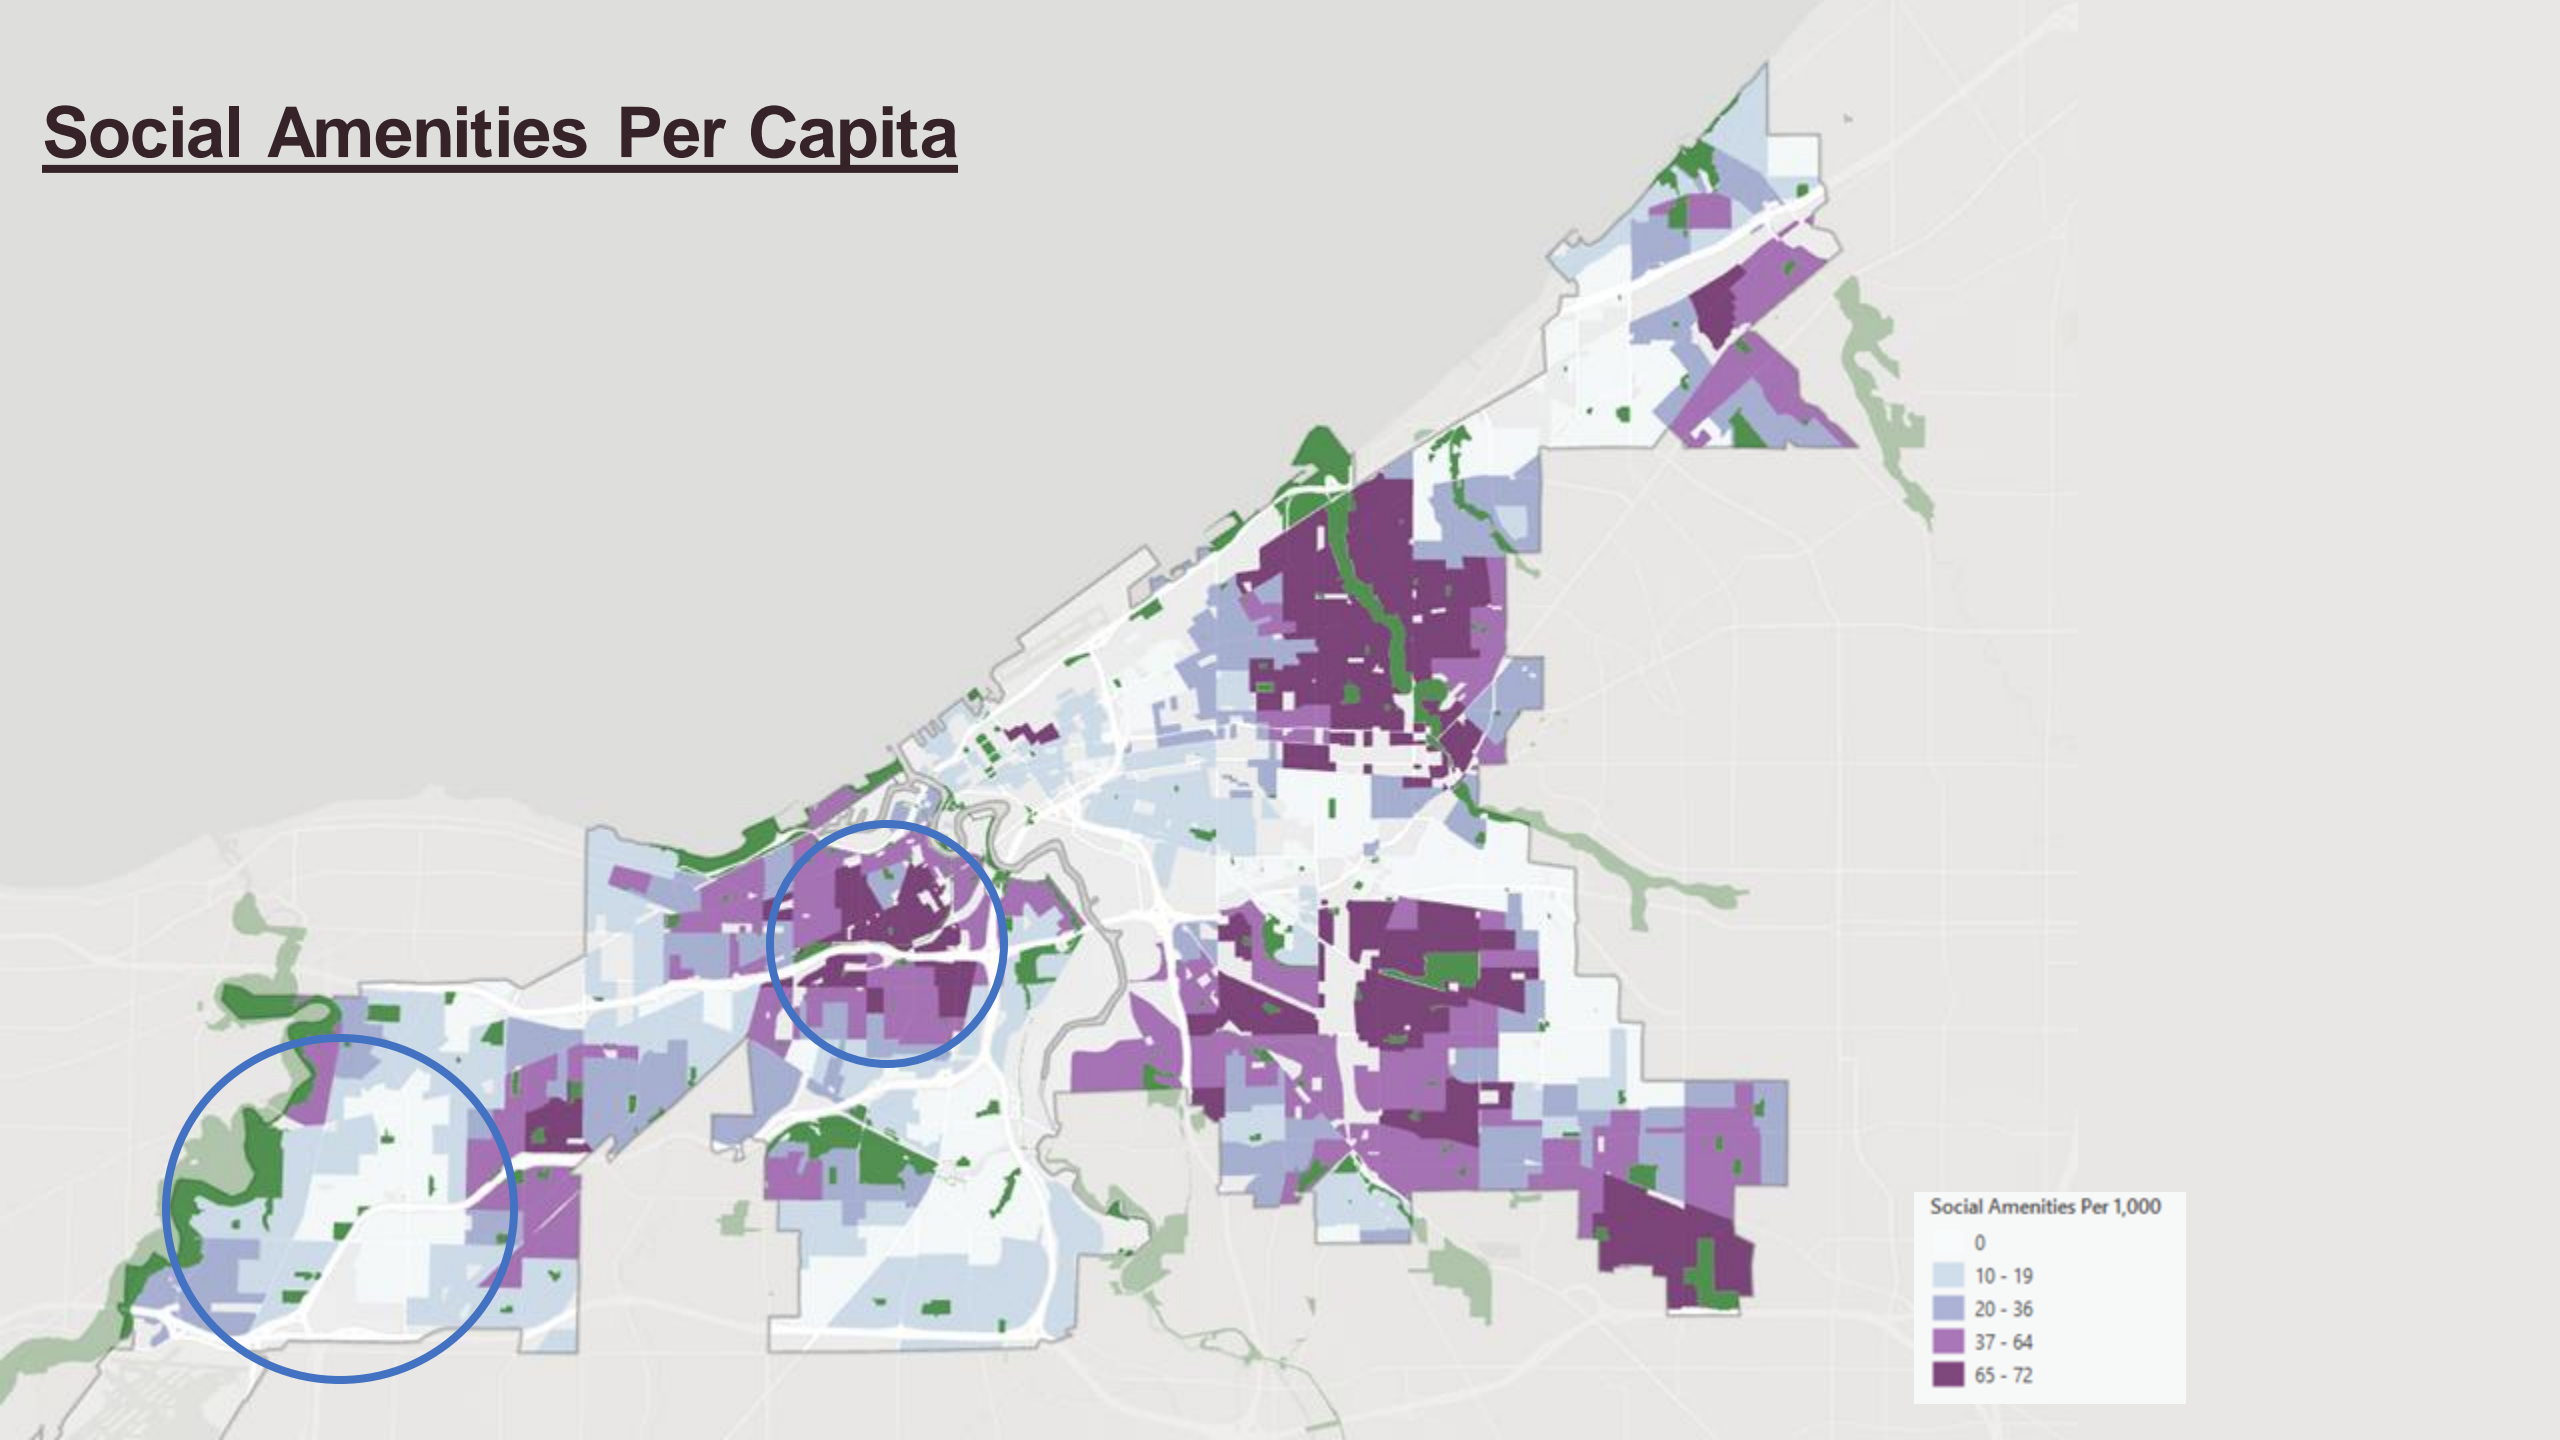 Social Amenities Per Capita
Social Amenities Per 1,000
0
10 - 19
20 - 36
37 - 64
65 - 72